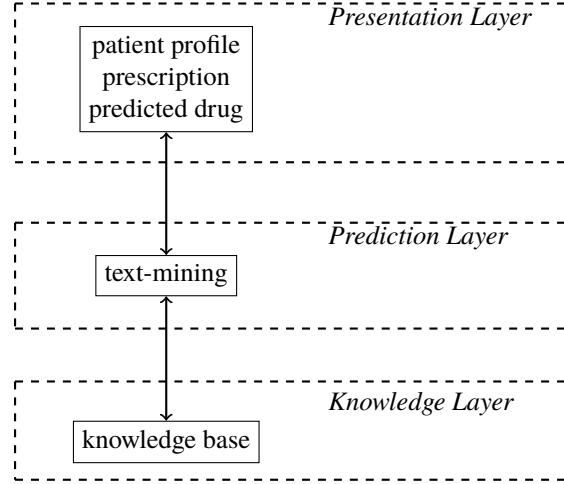 Presentation Layer
patient profile
prescription
predicted drug
Prediction Layer
text-mining
Knowledge Layer
knowledge base